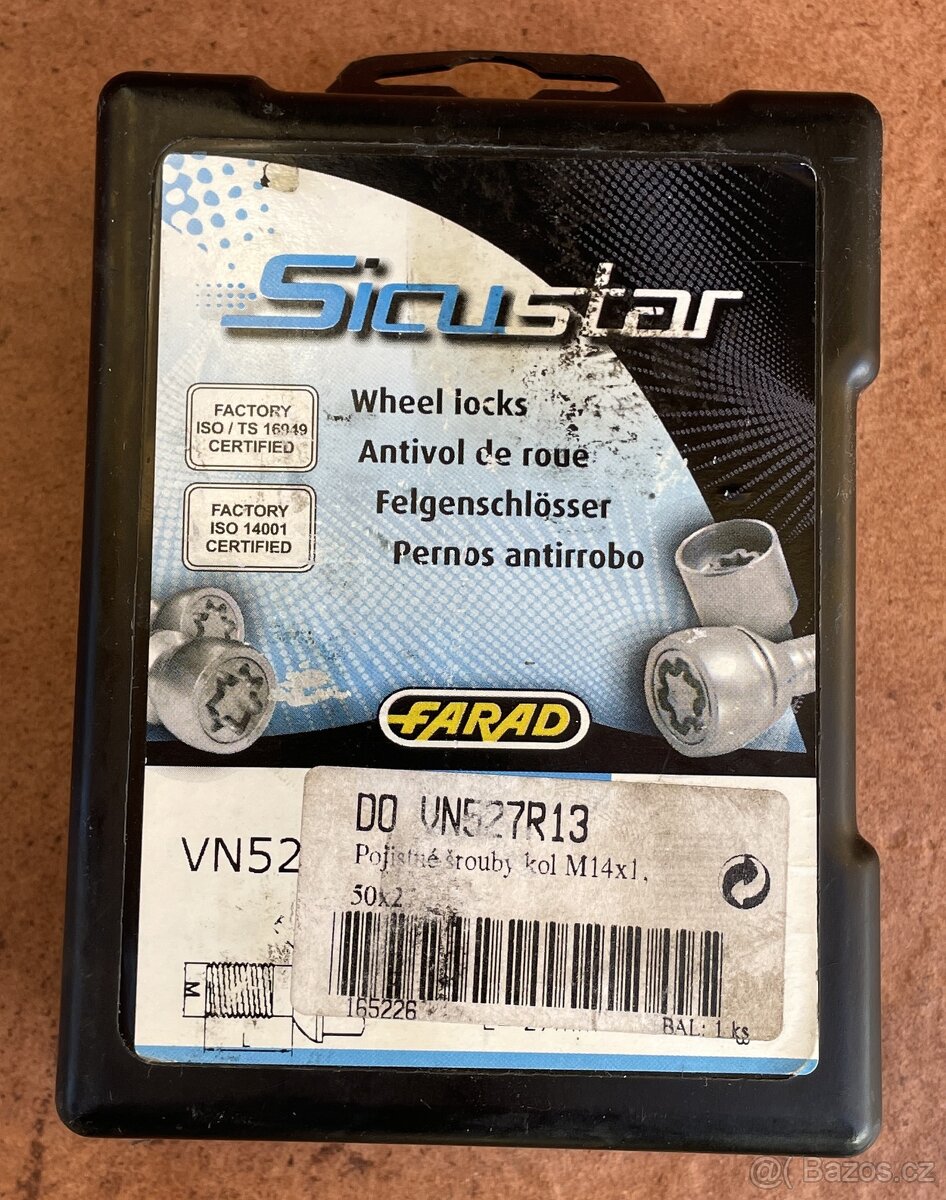 Sicustar
FACTORY
ISO / TS 16949
CERTIFIED
FACTORY
ISO 14001
CERTIFIED
Wheel locks
Antivol de roue
Felgenschlösser
Pernos antirrobo
FARAD
VN52
DO VN527R13
Pojistné šrouby kol M14x1,
50x2
165226
BAL: 1 ks
M
L
Bazos.cz